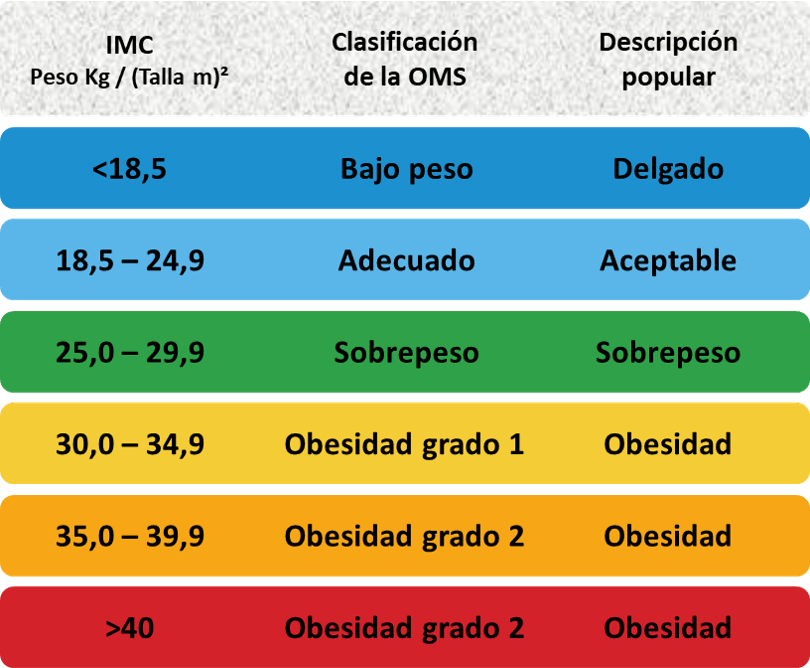 IMC
Peso Kg / (Talla m)²
Clasificación
de la OMS
Descripción
popular
<18,5
Bajo peso
Delgado
18,5 – 24,9
Adecuado
Aceptable
25,0 – 29,9
Sobrepeso
Sobrepeso
30,0 – 34,9
Obesidad grado 1
Obesidad
35,0 – 39,9
Obesidad grado 2
Obesidad
>40
Obesidad grado 2
Obesidad